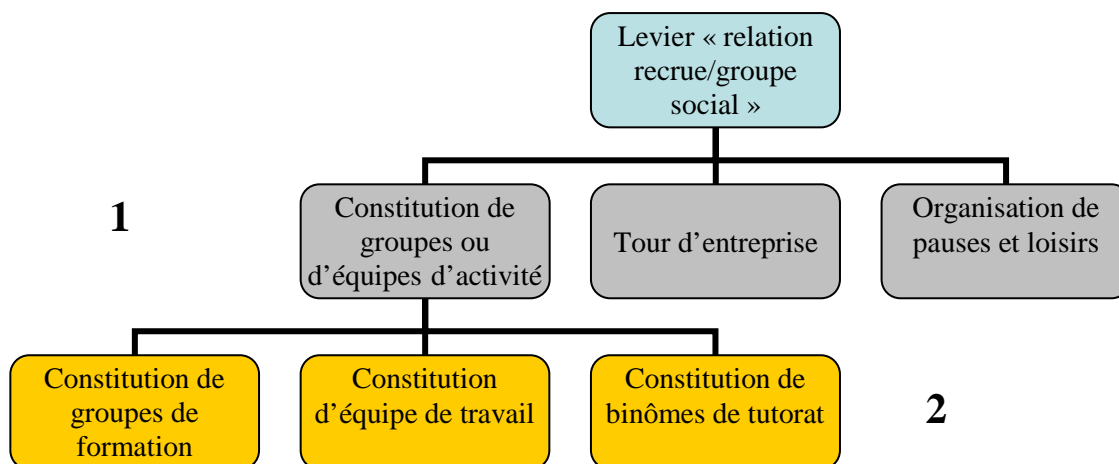 Levier « relation
recrue/groupe
social »
1
Constitution de
groupes ou
d’équipes d’activité
Tour d’entreprise
Organisation de
pauses et loisirs
Constitution de
groupes de
formation
Constitution
d’équipe de travail
Constitution de
binômes de tutorat
2